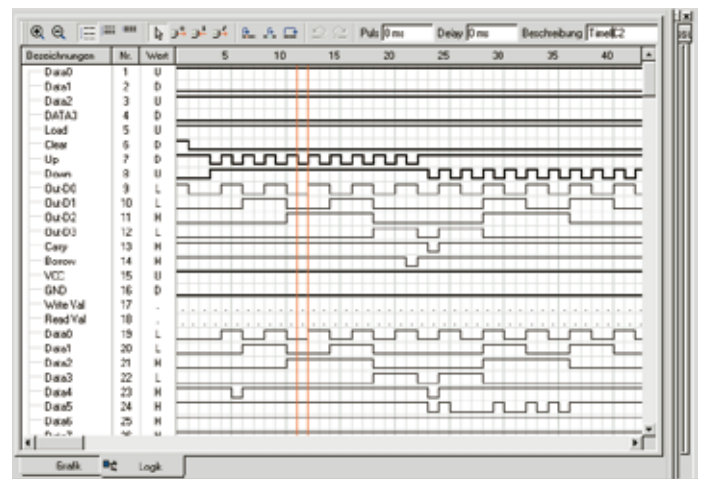 Puls 0 ms Delay 0 ms Beschreibung
Bezeichnungen Nr. Wert 5 10 15 20 25 30 35 40
Data0 1 U
Data1 2 D
Data2 3 U
DATA3 4 D
Load 5 U
Clear 6 D
Up 7 D
Down 8 U
Out-D0 9 L
Out-D1 10 L
Out-D2 11 H
Out-D3 12 L
Carry 13 H
Borrow 14 H
VCC 15 U
GND 16 D
Write Val 17 .
Read Val 18 .
Data0 19 L
Data1 20 L
Data2 21 H
Data3 22 L
Data4 23 H
Data5 24 H
Data6 25 H
Grafik Logik